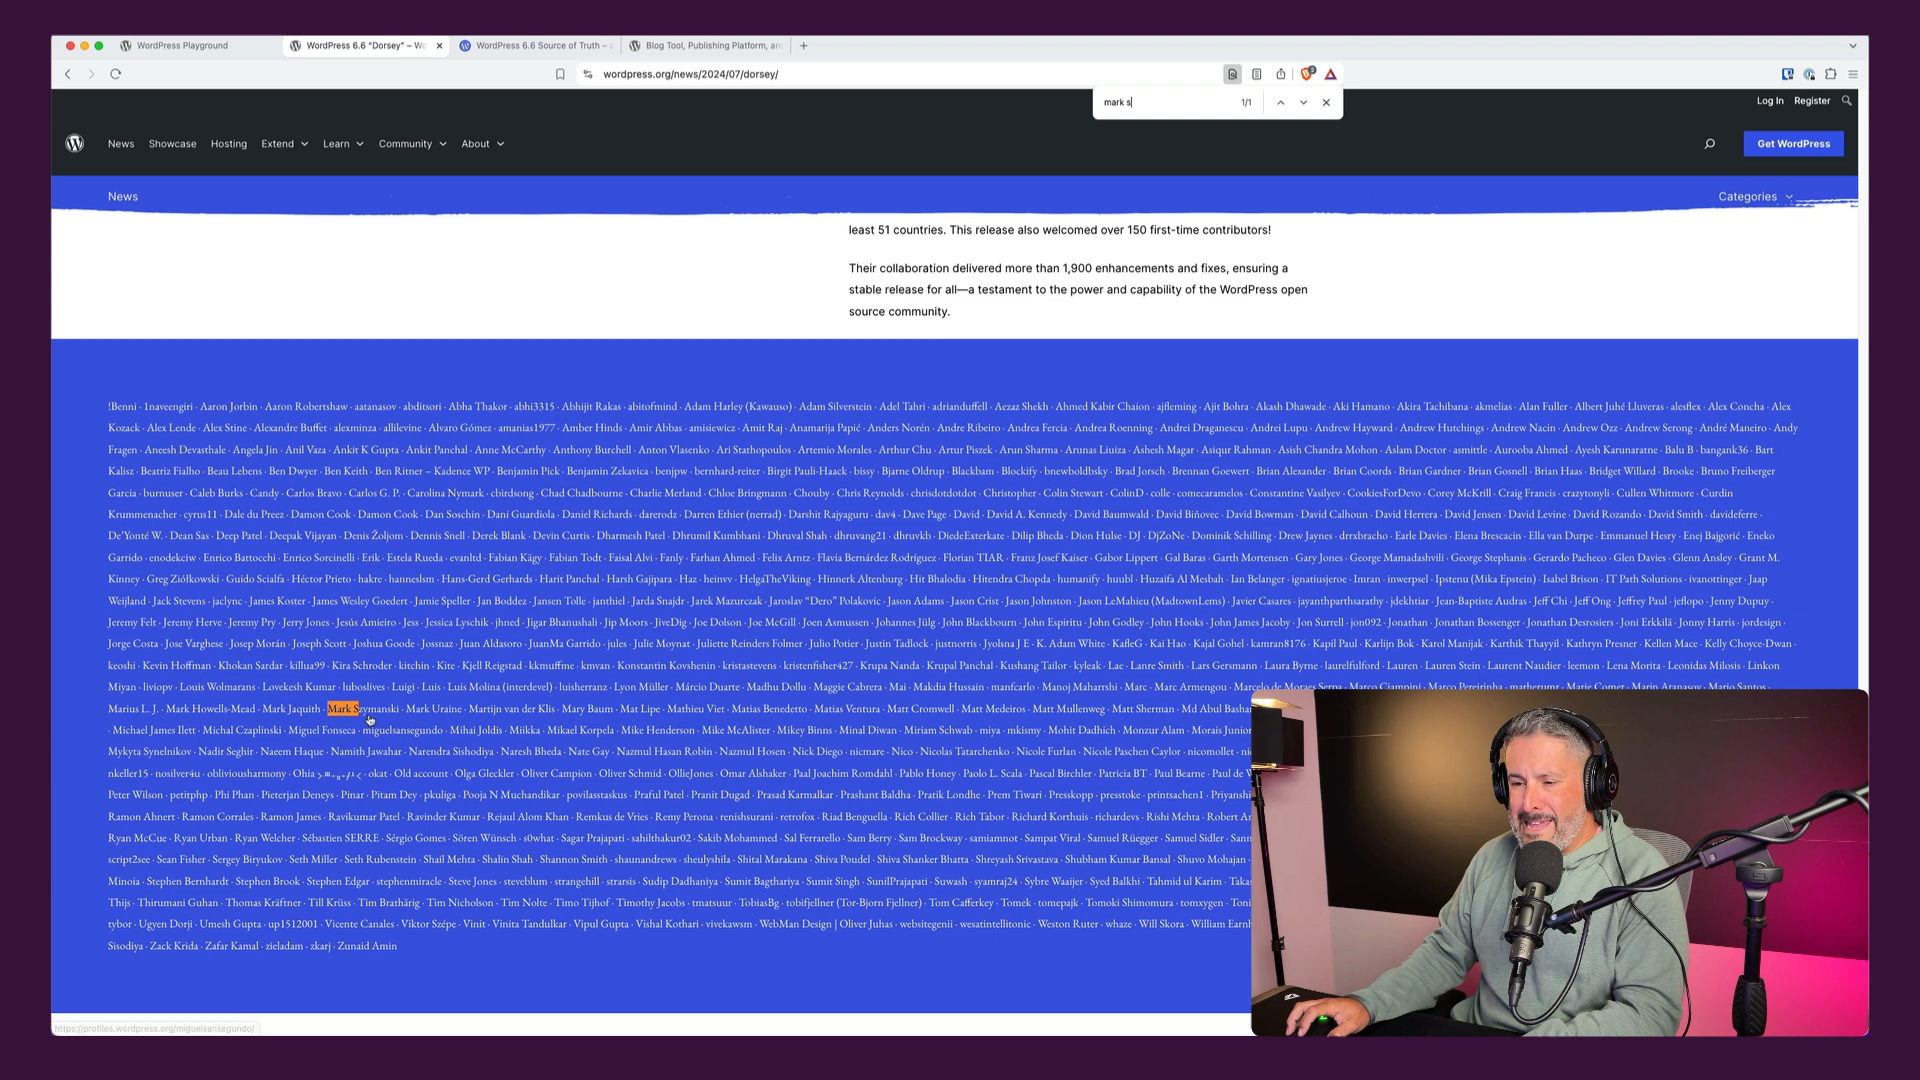 WordPress Playground
WordPress 6.6 "Dorsey" – Wo
WordPress 6.6 Source of Truth –
Blog Tool, Publishing Platform, an
wordpress.org/news/2024/07/dorsey/
mark s
1/1
Log In Register
News Showcase Hosting Extend Learn Community About
Get WordPress
News
Categories
least 51 countries. This release also welcomed over 150 first-time contributors!
Their collaboration delivered more than 1,900 enhancements and fixes, ensuring a
stable release for all—a testament to the power and capability of the WordPress open
source community.
!Benni · 1naveengiri · Aaron Jorbin · Aaron Robertshaw · aatanasov · abditsori · Abha Thakor · abhi3315 · Abhijit Rakas · abitofmind · Adam Harley (Kawauso) · Adam Silverstein · Adel Tahri · adrianduffell · Aezaz Shekh · Ahmed Kabir Chaion · ajfleming · Ajit Bohra · Akash Dhawade · Aki Hamano · Akira Tachibana · akmelias · Alan Fuller · Albert Juhé Lluveras · alesflex · Alex Concha · Alex
Kozack · Alex Lende · Alex Stine · Alexandre Buffet · alexminza · allilevine · Alvaro Gómez · amanias1977 · Amber Hinds · Amir Abbas · amisiewicz · Amit Raj · Anamarija Papić · Anders Norén · Andre Ribeiro · Andrea Fercia · Andrea Roenning · Andrei Draganescu · Andrei Lupu · Andrew Hayward · Andrew Hutchings · Andrew Nacin · Andrew Ozz · Andrew Serong · André Maneiro · Andy
Fragen · Aneesh Devasthale · Angela Jin · Anil Vaza · Ankit K Gupta · Ankit Panchal · Anne McCarthy · Anthony Burchell · Anton Vlasenko · Ari Stathopoulos · Artemio Morales · Arthur Chu · Artur Piszek · Arun Sharma · Arunas Liuiza · Ashesh Magar · Asiqur Rahman · Asish Chandra Mohon · Aslam Doctor · asmittle · Aurooba Ahmed · Ayesh Karunaratne · Balu B · bangank36 · Bart
Kalisz · Beatriz Fialho · Beau Lebens · Ben Dwyer · Ben Keith · Ben Ritner – Kadence WP · Benjamin Pick · Benjamin Zekavica · benjpw · bernhard-reiter · Birgit Pauli-Haack · bissy · Bjarne Oldrup · Blackbam · Blockify · bnewboldbsky · Brad Jorsch · Brennan Goewert · Brian Alexander · Brian Coords · Brian Gardner · Brian Gosnell · Brian Haas · Bridget Willard · Brooke · Bruno Freiberger
Garcia · burnuser · Caleb Burks · Candy · Carlos Bravo · Carlos G. P. · Carolina Nymark · cbirdsong · Chad Chadbourne · Charlie Merland · Chloe Bringmann · Chouby · Chris Reynolds · chrisdotdotdot · Christopher · Colin Stewart · ColinD · colle · comecaramelos · Constantine Vasilyev · CookiesForDevo · Corey McKrill · Craig Francis · crazytonyli · Cullen Whitmore · Curdin
Krummenacher · cyrus11 · Dale du Preez · Damon Cook · Damon Cook · Dan Soschin · Dani Guardiola · Daniel Richards · darerodz · Darren Ethier (nerrad) · Darshit Rajyaguru · dav4 · Dave Page · David · David A. Kennedy · David Baumwald · David Biňovec · David Bowman · David Calhoun · David Herrera · David Jensen · David Levine · David Rozando · David Smith · davideferre ·
De'Yonté W. · Dean Sas · Deep Patel · Deepak Vijayan · Denis Žoljom · Dennis Snell · Derek Blank · Devin Curtis · Dharmesh Patel · Dhrumil Kumbhani · Dhruval Shah · dhruvang21 · dhruvkb · DiedeExterkate · Dilip Bheda · Dion Hulse · DJ · DjZoNe · Dominik Schilling · Drew Jaynes · drrxbracho · Earle Davies · Elena Brescacin · Ella van Durpe · Emmanuel Hesry · Enej Bajgorić · Eneko
Garrido · enodekciw · Enrico Battocchi · Enrico Sorcinelli · Erik · Estela Rueda · evanltd · Fabian Kägy · Fabian Todt · Faisal Alvi · Fanly · Farhan Ahmed · Felix Arntz · Flavia Bernárdez Rodríguez · Florian TIAR · Franz Josef Kaiser · Gabor Lippert · Gal Baras · Garth Mortensen · Gary Jones · George Mamadashvili · George Stephanis · Gerardo Pacheco · Glen Davies · Glenn Ansley · Grant M.
Kinney · Greg Ziółkowski · Guido Scialfa · Héctor Prieto · hakre · hanneslsm · Hans-Gerd Gerhards · Harit Panchal · Harsh Gajipara · Haz · heinvv · HelgaTheViking · Hinnerk Altenburg · Hit Bhalodia · Hitendra Chopda · humanify · huubl · Huzaifa Al Mesbah · Ian Belanger · ignatiusjeroe · Imran · inwerpsel · Ipstenu (Mika Epstein) · Isabel Brison · IT Path Solutions · ivanottinger · Jaap
Weijland · Jack Stevens · jaclync · James Koster · James Wesley Goedert · Jamie Speller · Jan Boddez · Jansen Tolle · janthiel · Jarda Snajdr · Jarek Mazurczak · Jaroslav "Dero" Polakovic · Jason Adams · Jason Crist · Jason Johnston · Jason LeMahieu (MadtownLems) · Javier Casares · jayanthparthsarathy · jdekhtiar · Jean-Baptiste Audras · Jeff Chi · Jeff Ong · Jeffrey Paul · jeflopo · Jenny Dupuy ·
Jeremy Felt · Jeremy Herve · Jeremy Pry · Jerry Jones · Jesús Amieiro · Jess · Jessica Lyschik · jhned · Jigar Bhanushali · Jip Moors · JiveDig · Joe Dolson · Joe McGill · Joen Asmussen · Johannes Jülg · John Blackbourn · John Espiritu · John Godley · John Hooks · John James Jacoby · Jon Surrell · jon092 · Jonathan · Jonathan Bossenger · Jonathan Desrosiers · Joni Erkkilä · Jonny Harris · jordesign ·
Jorge Costa · Jose Varghese · Josep Morán · Joseph Scott · Joshua Goode · Jossnaz · Juan Aldasoro · JuanMa Garrido · jules · Julie Moynat · Juliette Reinders Folmer · Julio Potier · Justin Tadlock · justnorris · Jyolsna J E · K. Adam White · KafleG · Kai Hao · Kajal Gohel · kamran8176 · Kapil Paul · Karlijn Bok · Karol Manijak · Karthik Thayyil · Kathryn Presner · Kellen Mace · Kelly Choyce-Dwan ·
keoshi · Kevin Hoffman · Khokan Sardar · killua99 · Kira Schroder · kitchin · Kite · Kjell Reigstad · kkmuffme · kmvan · Konstantin Kovshenin · kristastevens · kristenfisher427 · Krupa Nanda · Krupal Panchal · Kushang Tailor · kyleak · Lae · Lanre Smith · Lars Gersmann · Laura Byrne · laurelfulford · Lauren · Lauren Stein · Laurent Naudier · leemon · Lena Morita · Leonidas Milosis · Linkon
Miyan · liviopv · Louis Wolmarans · Lovekesh Kumar · luboslives · Luigi · Luis · Luis Molina (interdevel) · luisherranz · Lyon Müller · Márcio Duarte · Madhu Dollu · Maggie Cabrera · Mai · Makdia Hussain · manfcarlo · Manoj Maharrshi · Marc · Marc Armengou · Marcelo de Moraes Serpa · Marco Ciampini · Marco Pereirinha · marherumr · Marie Comet · Marin Atanasov · Mario Santos ·
Marius L. J. · Mark Howells-Mead · Mark Jaquith · Mark Szymanski · Mark Uraine · Martijn van der Klis · Mary Baum · Mat Lipe · Mathieu Viet · Matias Benedetto · Matias Ventura · Matt Cromwell · Matt Medeiros · Matt Mullenweg · Matt Sherman · Md Abul Bashar
· Michael James Ilett · Michal Czaplinski · Miguel Fonseca · miguelsansegundo · Mihai Joldis · Miikka · Mikael Korpela · Mike Henderson · Mike McAlister · Mikey Binns · Minal Diwan · Miriam Schwab · miya · mkismy · Mohit Dadhich · Monzur Alam · Morais Junior
Mykyta Synelnikov · Nadir Seghir · Naeem Haque · Namith Jawahar · Narendra Sishodiya · Naresh Bheda · Nate Gay · Nazmul Hasan Robin · Nazmul Hosen · Nick Diego · nicmare · Nico · Nicolas Tatarchenko · Nicole Furlan · Nicole Paschen Caylor · nicomollet · ni
nkeller15 · nosilver4u · obliviousharmony · Ohia · okat · Old account · Olga Gleckler · Oliver Campion · Oliver Schmid · OllieJones · Omar Alshaker · Paal Joachim Romdahl · Pablo Honey · Paolo L. Scala · Pascal Birchler · Patricia BT · Paul Bearne · Paul de W
Peter Wilson · petitphp · Phi Phan · Pieterjan Deneys · Pinar · Pitam Dey · pkuliga · Pooja N Muchandikar · povilasstaskus · Praful Patel · Pranit Dugad · Prasad Karmalkar · Prashant Baldha · Pratik Londhe · Prem Tiwari · Presskopp · presstoke · printsachen1 · Priyanshi
Ramon Ahnert · Ramon Corrales · Ramon James · Ravikumar Patel · Ravinder Kumar · Rejaul Alom Khan · Remkus de Vries · Remy Perona · renishsurani · retrofox · Riad Benguella · Rich Collier · Rich Tabor · Richard Korthuis · richardevs · Rishi Mehta · Robert A
Ryan McCue · Ryan Urban · Ryan Welcher · Sébastien SERRE · Sérgio Gomes · Sören Wünsch · s0what · Sagar Prajapati · sahilthakur02 · Sakib Mohammed · Sal Ferrarello · Sam Berry · Sam Brockway · samiamnot · Sampat Viral · Samuel Rüegger · Samuel Sidler · San
script2see · Sean Fisher · Sergey Biryukov · Seth Miller · Seth Rubenstein · Shail Mehta · Shalin Shah · Shannon Smith · shaunandrews · sheulyshila · Shital Marakana · Shiva Poudel · Shiva Shanker Bhatta · Shreyash Srivastava · Shubham Kumar Bansal · Shuvo Mohajan ·
Minoia · Stephen Bernhardt · Stephen Brook · Stephen Edgar · stephenmiracle · Steve Jones · steveblum · strangehill · strarsis · Sudip Dadhaniya · Sumit Bagthariya · Sumit Singh · SunilPrajapati · Suwash · syamraj24 · Sybre Waaijer · Syed Balkhi · Tahmid ul Karim · Taka
Thijs · Thirumani Guhan · Thomas Kräftner · Till Krüss · Tim Brathärig · Tim Nicholson · Tim Nolte · Timo Tijhof · Timothy Jacobs · tmatsuur · TobiasBg · tobifjellner (Tor-Bjorn Fjellner) · Tom Cafferkey · Tomek · tomepajk · Tomoki Shimomura · tomxygen · Toni
tybor · Ugyen Dorji · Umesh Gupta · up1512001 · Vicente Canales · Viktor Szépe · Vinit · Vinita Tandulkar · Vipul Gupta · Vishal Kothari · vivekawsm · WebMan Design | Oliver Juhas · websitegenii · wesatintellitonic · Weston Ruter · whaze · Will Skora · William Earn
Sisodiya · Zack Krida · Zafar Kamal · zieladam · zkarj · Zunaid Amin
https://profiles.wordpress.org/miguelsansegundo/